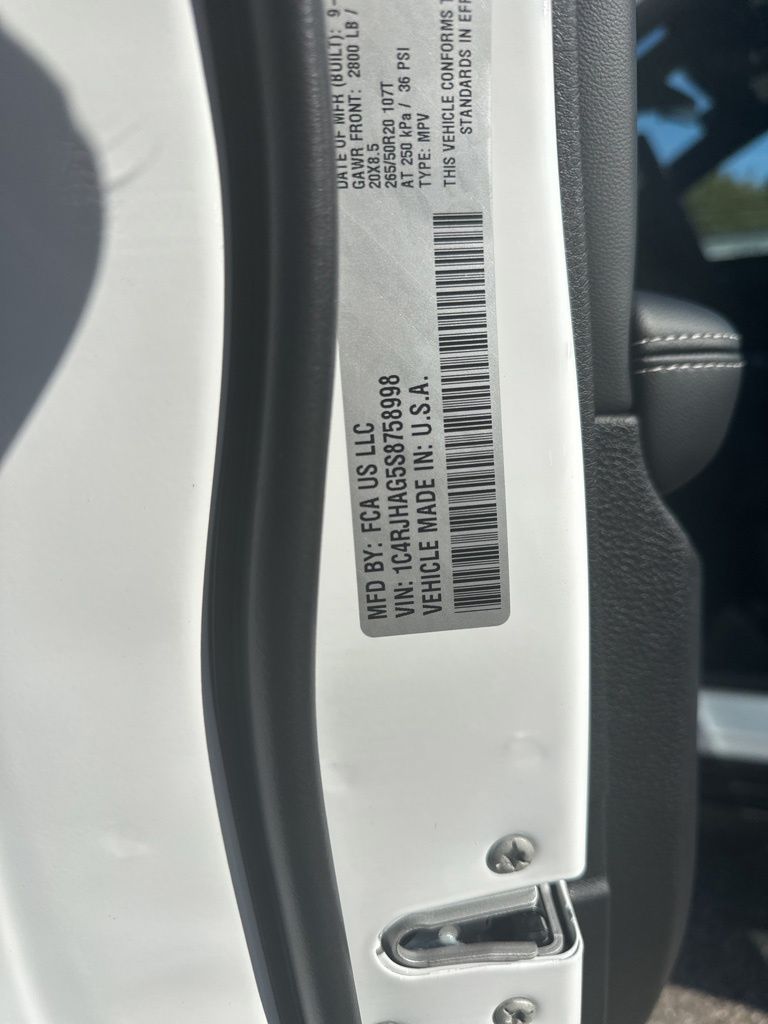 DATE OF MFR (BUILT): 9-
GAWR FRONT: 2800 LB /
20X8.5
265/50R20 107T
AT 250 kPa / 36 PSI
TYPE: MPV
THIS VEHICLE CONFORMS T
STANDARDS IN EFF
MFD BY: FCA US LLC
VIN: 1C4RJHAG5S8758998
VEHICLE MADE IN: U.S.A.